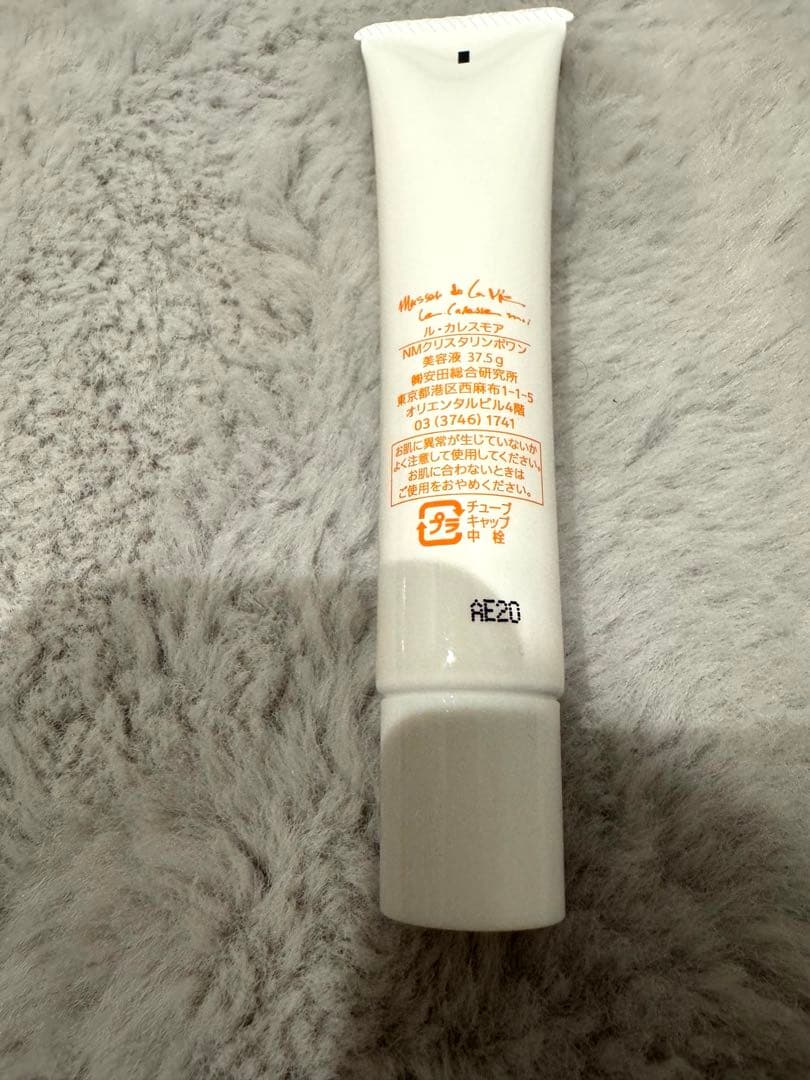 ル・カレスモア
NMクリスタリンポワン
美容液 37.5g
㈱安田総合研究所
東京都港区西麻布1-1-5
オリエンタルビル4階
03 (3746) 1741
お肌に異常が生じていないか
よく注意して使用してください。
お肌に合わないときは
ご使用をおやめください。
プラ
チューブ
キャップ
中 栓
AE20